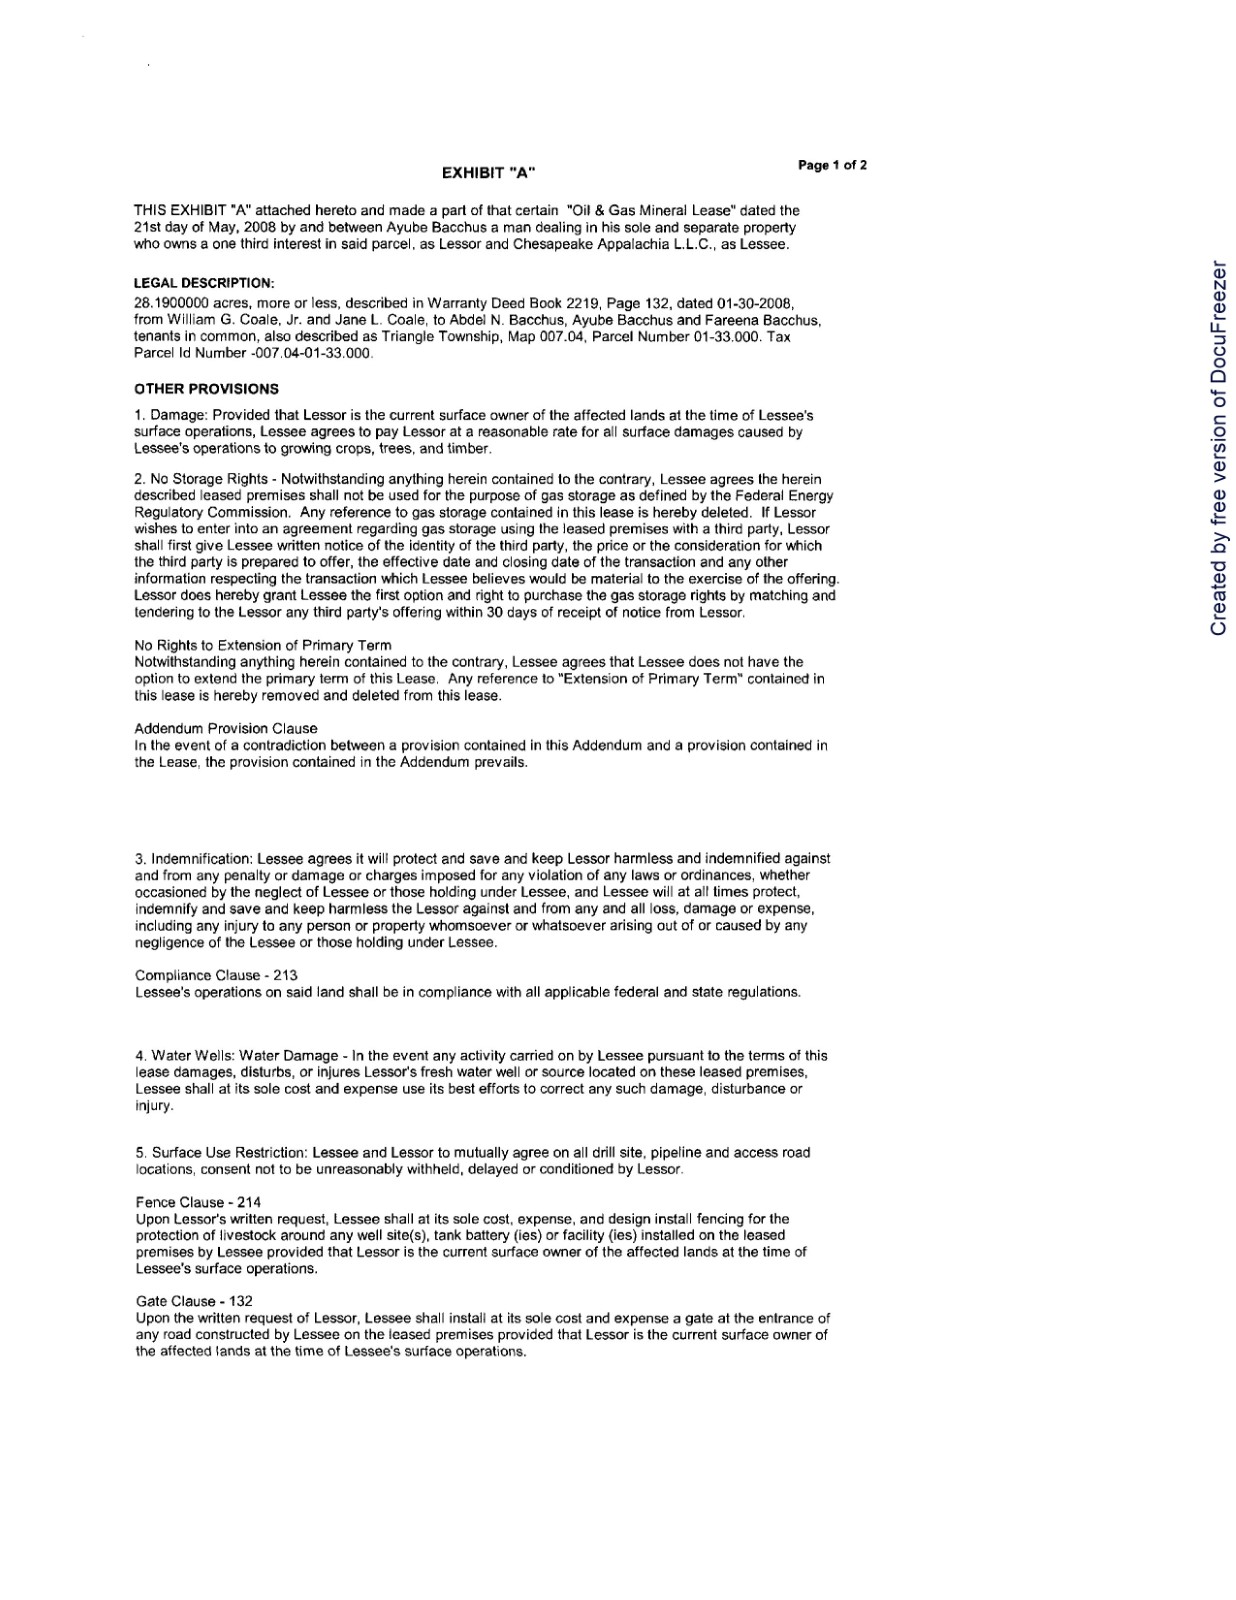 Page 1 of 2
EXHIBIT "A"
THIS EXHIBIT "A" attached hereto and made a part of that certain "Oil & Gas Mineral Lease" dated the
21st day of May, 2008 by and between Ayube Bacchus a man dealing in his sole and separate property
who owns a one third interest in said parcel, as Lessor and Chesapeake Appalachia L.L.C., as Lessee.
LEGAL DESCRIPTION:
28.1900000 acres, more or less, described in Warranty Deed Book 2219, Page 132, dated 01-30-2008,
from William G. Coale, Jr. and Jane L. Coale, to Abdel N. Bacchus, Ayube Bacchus and Fareena Bacchus,
tenants in common, also described as Triangle Township, Map 007.04, Parcel Number 01-33.000. Tax
Parcel Id Number -007.04-01-33.000.
OTHER PROVISIONS
1. Damage: Provided that Lessor is the current surface owner of the affected lands at the time of Lessee's
surface operations, Lessee agrees to pay Lessor at a reasonable rate for all surface damages caused by
Lessee's operations to growing crops, trees, and timber.
2. No Storage Rights - Notwithstanding anything herein contained to the contrary, Lessee agrees the herein
described leased premises shall not be used for the purpose of gas storage as defined by the Federal Energy
Regulatory Commission. Any reference to gas storage contained in this lease is hereby deleted. If Lessor
wishes to enter into an agreement regarding gas storage using the leased premises with a third party, Lessor
shall first give Lessee written notice of the identity of the third party, the price or the consideration for which
the third party is prepared to offer, the effective date and closing date of the transaction and any other
information respecting the transaction which Lessee believes would be material to the exercise of the offering.
Lessor does hereby grant Lessee the first option and right to purchase the gas storage rights by matching and
tendering to the Lessor any third party's offering within 30 days of receipt of notice from Lessor.
No Rights to Extension of Primary Term
Notwithstanding anything herein contained to the contrary, Lessee agrees that Lessee does not have the
option to extend the primary term of this Lease. Any reference to "Extension of Primary Term" contained in
this lease is hereby removed and deleted from this lease.
Addendum Provision Clause
In the event of a contradiction between a provision contained in this Addendum and a provision contained in
the Lease, the provision contained in the Addendum prevails.
3. Indemnification: Lessee agrees it will protect and save and keep Lessor harmless and indemnified against
and from any penalty or damage or charges imposed for any violation of any laws or ordinances, whether
occasioned by the neglect of Lessee or those holding under Lessee, and Lessee will at all times protect,
indemnify and save and keep harmless the Lessor against and from any and all loss, damage or expense,
including any injury to any person or property whomsoever or whatsoever arising out of or caused by any
negligence of the Lessee or those holding under Lessee.
Compliance Clause - 213
Lessee's operations on said land shall be in compliance with all applicable federal and state regulations.
4. Water Wells: Water Damage - In the event any activity carried on by Lessee pursuant to the terms of this
lease damages, disturbs, or injures Lessor's fresh water well or source located on these leased premises,
Lessee shall at its sole cost and expense use its best efforts to correct any such damage, disturbance or
injury.
5. Surface Use Restriction: Lessee and Lessor to mutually agree on all drill site, pipeline and access road
locations, consent not to be unreasonably withheld, delayed or conditioned by Lessor.
Fence Clause - 214
Upon Lessor's written request, Lessee shall at its sole cost, expense, and design install fencing for the
protection of livestock around any well site(s), tank battery (ies) or facility (ies) installed on the leased
premises by Lessee provided that Lessor is the current surface owner of the affected lands at the time of
Lessee's surface operations.
Gate Clause - 132
Upon the written request of Lessor, Lessee shall install at its sole cost and expense a gate at the entrance of
any road constructed by Lessee on the leased premises provided that Lessor is the current surface owner of
the affected lands at the time of Lessee's surface operations.
Created by free version of DocuFreezer